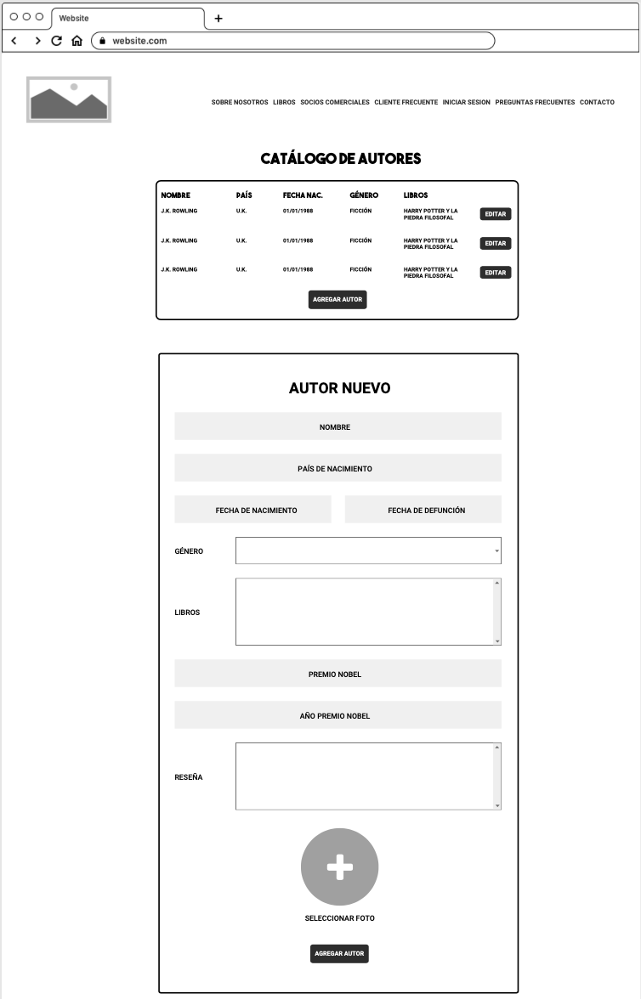 Website
website.com
SOBRE NOSOTROS LIBROS SOCIOS COMERCIALES CLIENTE FRECUENTE INICIAR SESION PREGUNTAS FRECUENTES CONTACTO
CATÁLOGO DE AUTORES
NOMBRE PAÍS FECHA NAC. GÉNERO LIBROS
J.K. ROWLING U.K. 01/01/1988 FICCIÓN HARRY POTTER Y LA
PIEDRA FILOSOFAL EDITAR
J.K. ROWLING U.K. 01/01/1988 FICCIÓN HARRY POTTER Y LA
PIEDRA FILOSOFAL EDITAR
J.K. ROWLING U.K. 01/01/1988 FICCIÓN HARRY POTTER Y LA
PIEDRA FILOSOFAL EDITAR
AGREGAR AUTOR
AUTOR NUEVO
NOMBRE
PAÍS DE NACIMIENTO
FECHA DE NACIMIENTO FECHA DE DEFUNCIÓN
GÉNERO
LIBROS
PREMIO NOBEL
AÑO PREMIO NOBEL
RESEÑA
SELECCIONAR FOTO
AGREGAR AUTOR